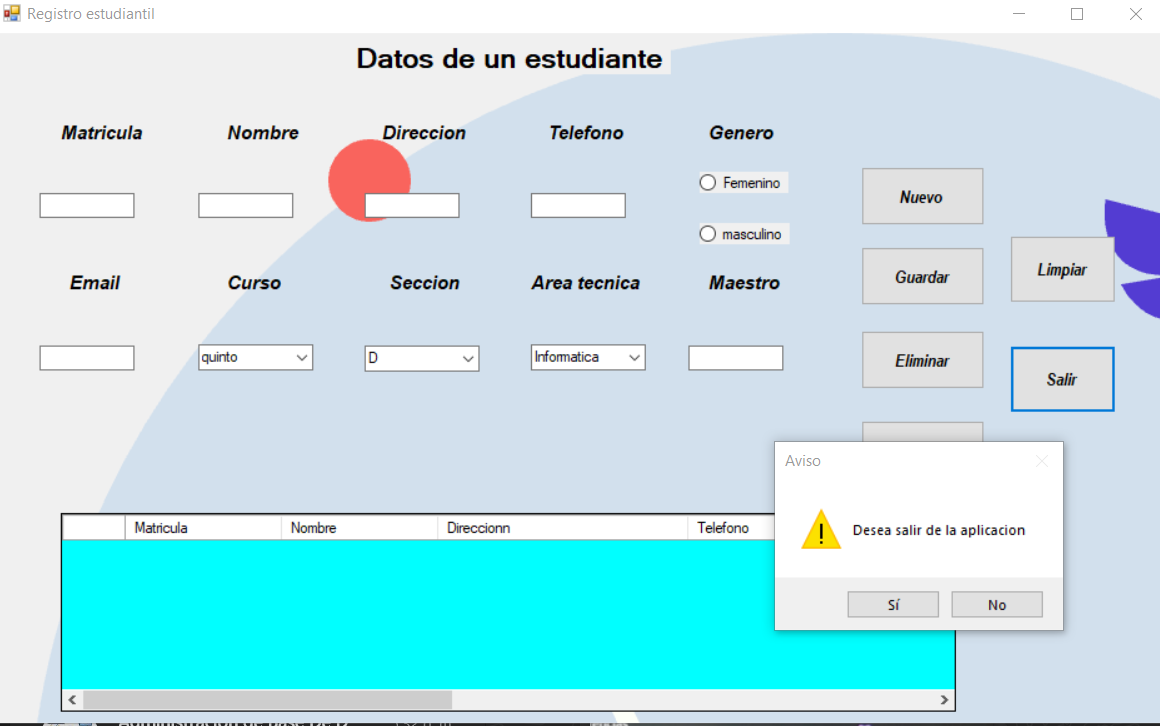 Registro estudiantil
Datos de un estudiante
Matricula Nombre Direccion Telefono Genero
Femenino
masculino
Nuevo
Guardar
Limpiar
Email Curso Seccion Area tecnica Maestro
quinto D Informatica
Eliminar
Salir
Aviso
Desea salir de la aplicacion
Sí No
Matricula Nombre Direccionn Telefono